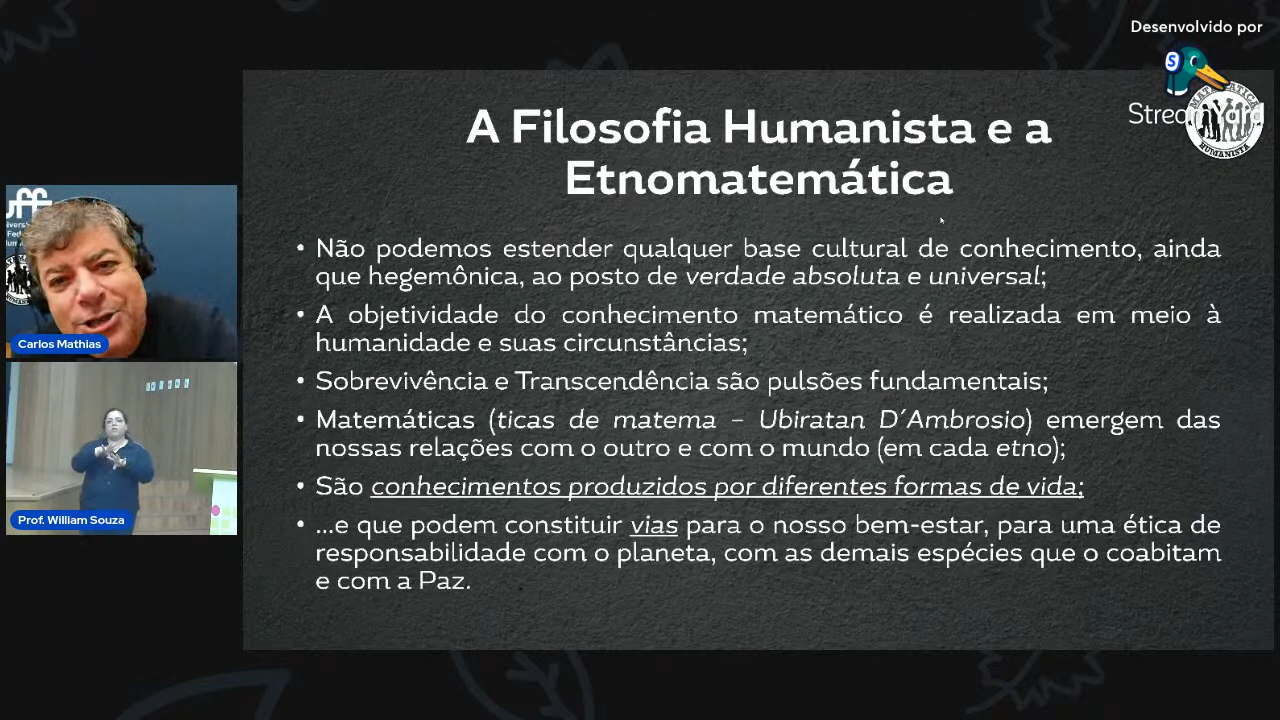 Desenvolvido por
StreamYard
MATEMÁTICA
HUMANISTA
A Filosofia Humanista e a
Etnomatemática
• Não podemos estender qualquer base cultural de conhecimento, ainda
que hegemônica, ao posto de verdade absoluta e universal;
• A objetividade do conhecimento matemático é realizada em meio à
humanidade e suas circunstâncias;
• Sobrevivência e Transcendência são pulsões fundamentais;
• Matemáticas (ticas de matema – Ubiratan D´Ambrosio) emergem das
nossas relações com o outro e com o mundo (em cada etno);
• São conhecimentos produzidos por diferentes formas de vida;
• ...e que podem constituir vias para o nosso bem-estar, para uma ética de
responsabilidade com o planeta, com as demais espécies que o coabitam
e com a Paz.
uff
Carlos Mathias
Prof. William Souza